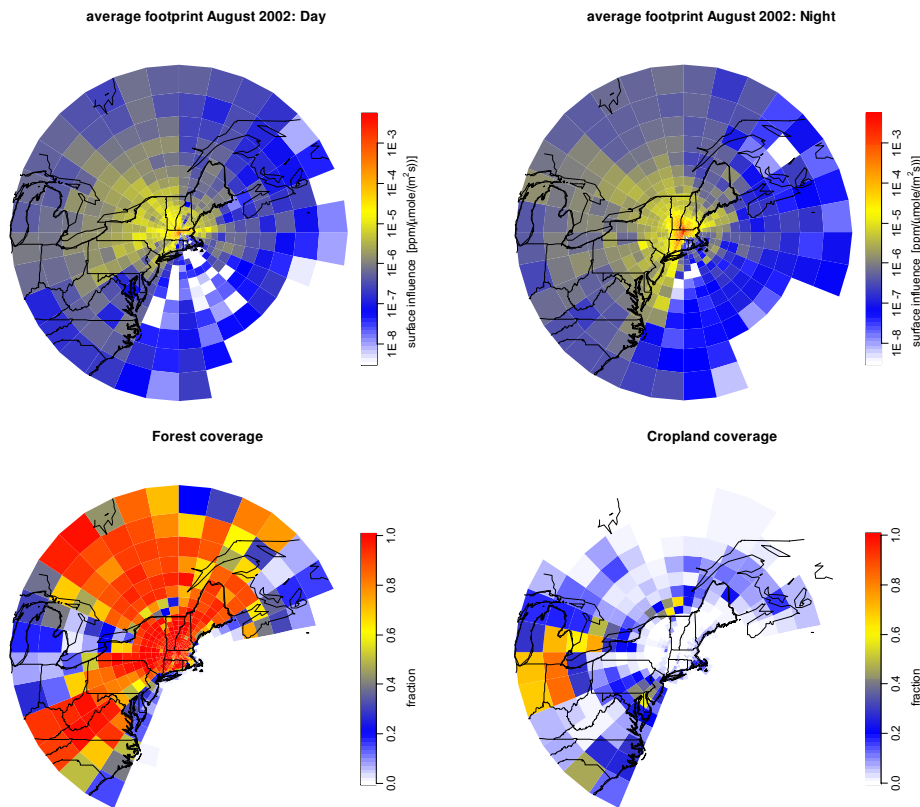 average footprint August 2002: Day
1E-3
1E-4
1E-5
1E-6
1E-7
1E-8
surface influence [ppm/(μmole/(m²s))]
average footprint August 2002: Night
1E-3
1E-4
1E-5
1E-6
1E-7
1E-8
surface influence [ppm/(μmole/(m²s))]
Forest coverage
1.0
0.8
0.6
0.4
0.2
0.0
fraction
Cropland coverage
1.0
0.8
0.6
0.4
0.2
0.0
fraction